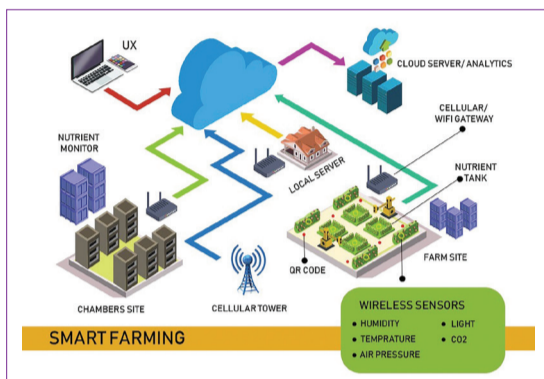 UX
CLOUD SERVER/ ANALYTICS
CELLULAR/
WIFI GATEWAY
NUTRIENT
MONITOR
LOCAL SERVER
NUTRIENT
TANK
QR CODE
FARM SITE
CHAMBERS SITE
CELLULAR TOWER
WIRELESS SENSORS
• HUMIDITY
• LIGHT
• TEMPRATURE
• CO2
• AIR PRESSURE
SMART FARMING